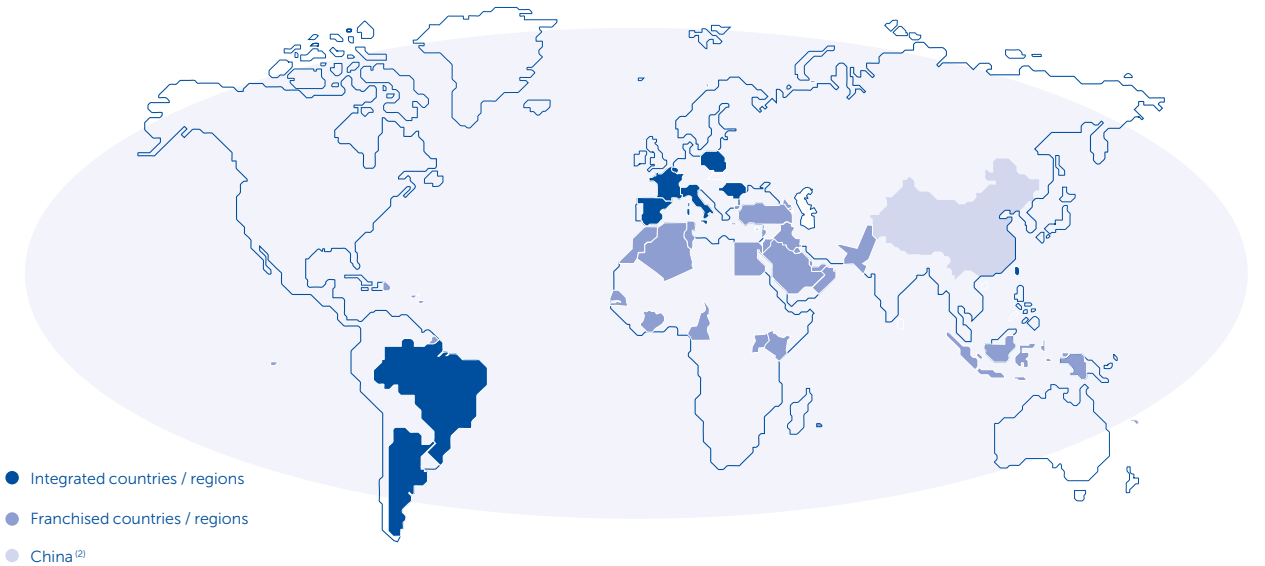 Integrated countries / regions
Franchised countries / regions
China (2)